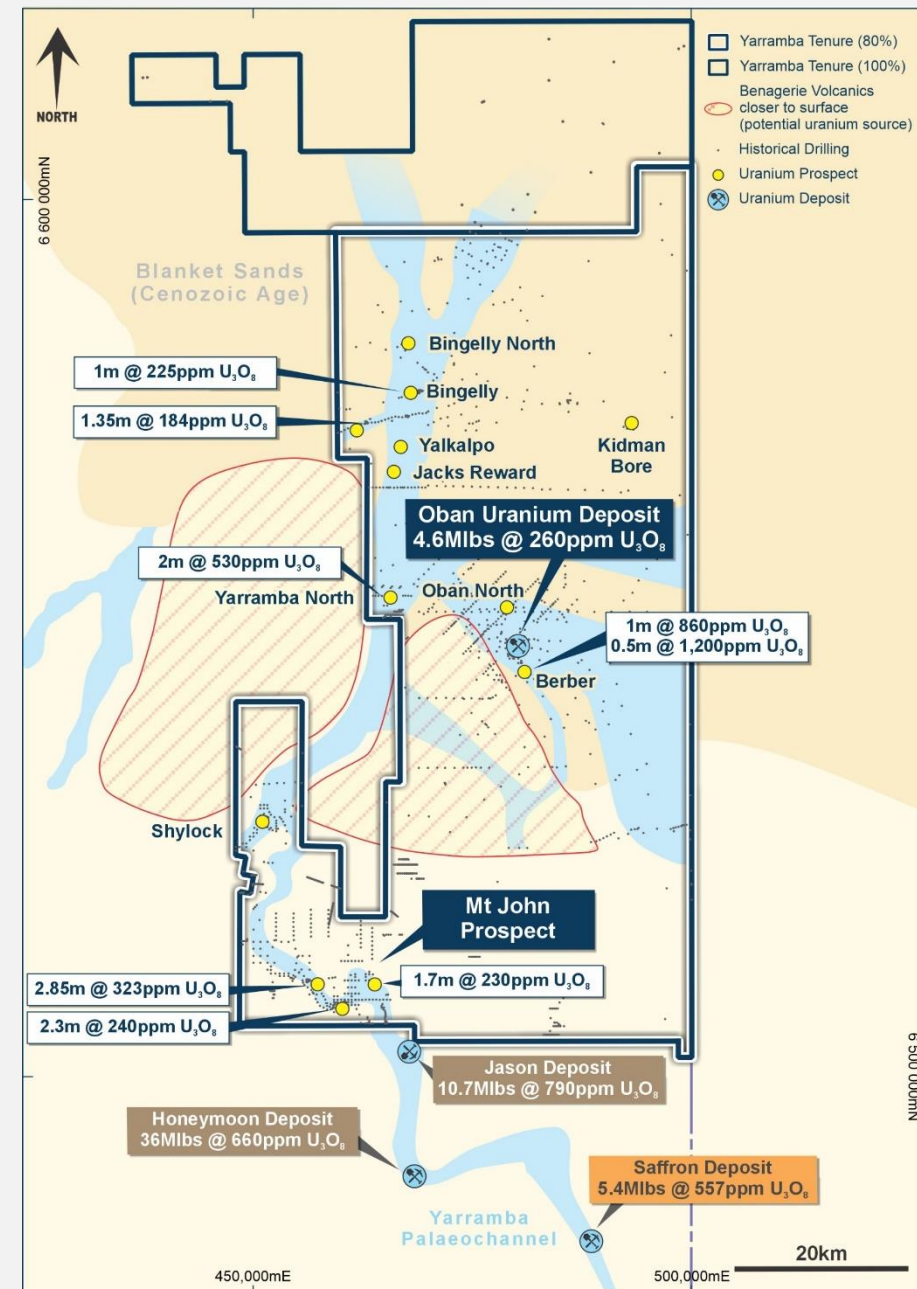 NORTH
Yarramba Tenure (80%)
Yarramba Tenure (100%)
Benagerie Volcanics
closer to surface
(potential uranium source)
Historical Drilling
Uranium Prospect
Uranium Deposit
6 600 000mN
Blanket Sands
(Cenozoic Age)
Bingelly North
1m @ 225ppm U₃O₈
Bingelly
1.35m @ 184ppm U₃O₈
Yalkalpo
Kidman
Bore
Jacks Reward
Oban Uranium Deposit
4.6Mlbs @ 260ppm U₃O₈
2m @ 530ppm U₃O₈
Yarramba North
Oban North
1m @ 860ppm U₃O₈
0.5m @ 1,200ppm U₃O₈
Berber
Shylock
Mt John
Prospect
2.85m @ 323ppm U₃O₈
1.7m @ 230ppm U₃O₈
2.3m @ 240ppm U₃O₈
6 500 000mN
Jason Deposit
10.7Mlbs @ 790ppm U₃O₈
Honeymoon Deposit
36Mlbs @ 660ppm U₃O₈
Saffron Deposit
5.4Mlbs @ 557ppm U₃O₈
Yarramba
Palaeochannel
20km
450,000mE
500,000mE